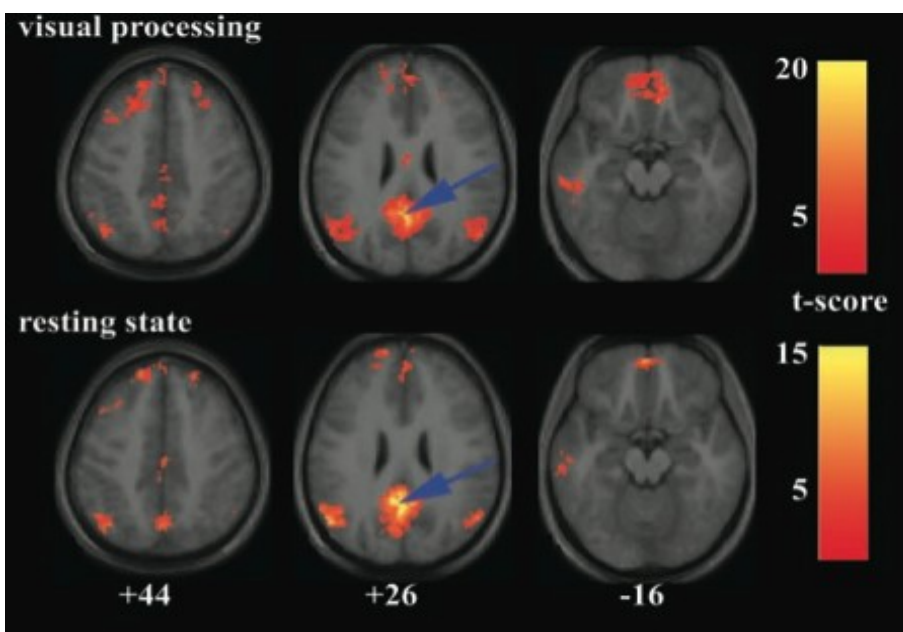 visual processing
20
5
t-score
resting state
15
5
+44 +26 -16